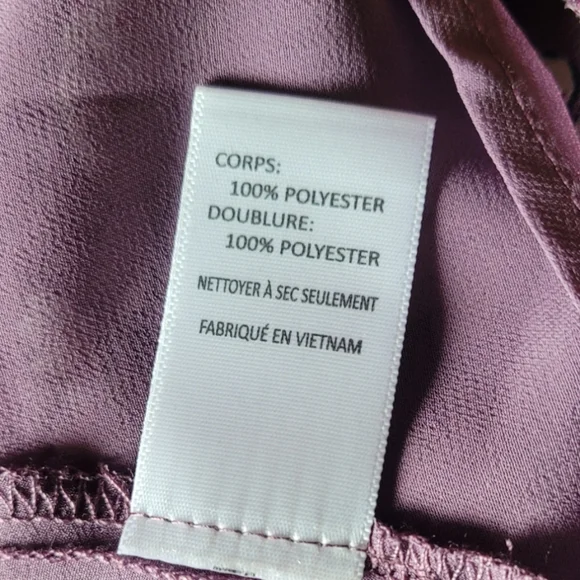 CORPS:
100% POLYESTER
DOUBLURE:
100% POLYESTER
NETTOYER À SEC SEULEMENT
FABRIQUÉ EN VIETNAM